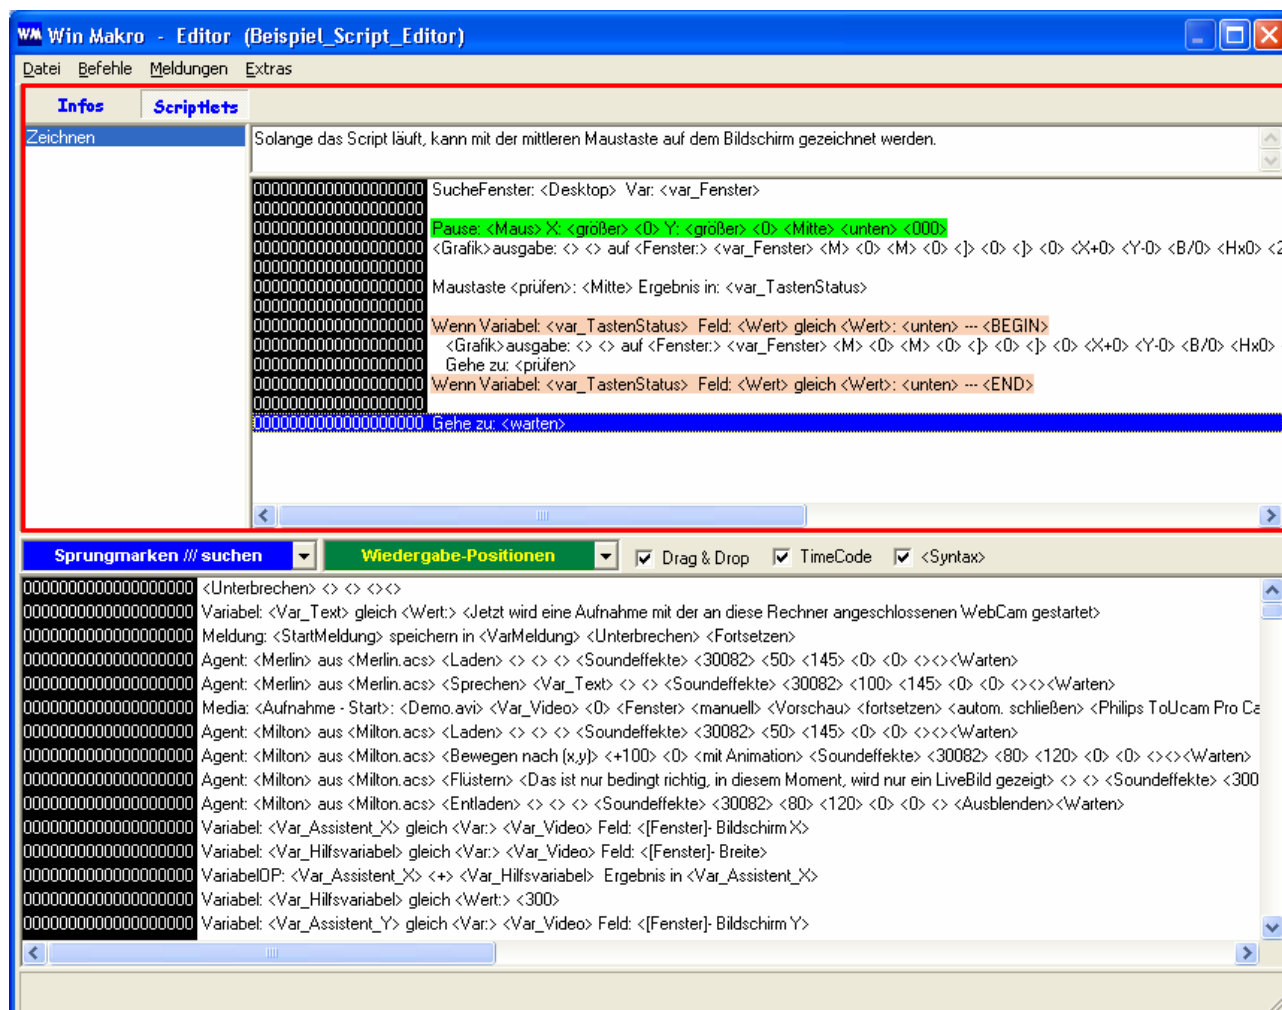 WM Win Makro - Editor (Beispiel_Script_Editor)
Datei Befehle Meldungen Extras
Infos Scriptlets
Zeichnen
Solange das Script läuft, kann mit der mittleren Maustaste auf dem Bildschirm gezeichnet werden.
0000000000000000000 SucheFenster: <Desktop> Var: <var_Fenster>
0000000000000000000
0000000000000000000 Pause: <Maus> X: <größer> <0> Y: <größer> <0> <Mitte> <unten> <000>
0000000000000000000 <Grafik>ausgabe: <> <> auf <Fenster:> <var_Fenster> <M> <0> <M> <0> <]> <0> <]> <0> <X+0> <Y-0> <B/0> <Hx0> <2
0000000000000000000
0000000000000000000 Maustaste <prüfen>: <Mitte> Ergebnis in: <var_TastenStatus>
0000000000000000000
0000000000000000000 Wenn Variabel: <var_TastenStatus> Feld: <Wert> gleich <Wert>: <unten> --- <BEGIN>
0000000000000000000 <Grafik>ausgabe: <> <> auf <Fenster:> <var_Fenster> <M> <0> <M> <0> <]> <0> <]> <0> <X+0> <Y-0> <B/0> <Hx0>
0000000000000000000 Gehe zu: <prüfen>
0000000000000000000 Wenn Variabel: <var_TastenStatus> Feld: <Wert> gleich <Wert>: <unten> --- <END>
0000000000000000000
0000000000000000000 Gehe zu: <warten>
Sprungmarken /// suchen Wiedergabe-Positionen Drag & Drop TimeCode <Syntax>
0000000000000000000 <Unterbrechen> <> <> <><>
0000000000000000000 Variabel: <Var_Text> gleich <Wert:> <Jetzt wird eine Aufnahme mit der an diese Rechner angeschlossenen WebCam gestartet>
0000000000000000000 Meldung: <StartMeldung> speichern in <VarMeldung> <Unterbrechen> <Fortsetzen>
0000000000000000000 Agent: <Merlin> aus <Merlin.acs> <Laden> <> <> <> <Soundeffekte> <30082> <50> <145> <0> <0> <><><Warten>
0000000000000000000 Agent: <Merlin> aus <Merlin.acs> <Sprechen> <Var_Text> <> <> <Soundeffekte> <30082> <100> <145> <0> <0> <><><Warten>
0000000000000000000 Media: <Aufnahme - Start>: <Demo.avi> <Var_Video> <0> <Fenster> <manuell> <Vorschau> <fortsetzen> <autom. schließen> <Philips ToUcam Pro Ca
0000000000000000000 Agent: <Milton> aus <Milton.acs> <Laden> <> <> <> <Soundeffekte> <30082> <50> <145> <0> <0> <><><Warten>
0000000000000000000 Agent: <Milton> aus <Milton.acs> <Bewegen nach (x,y)> <+100> <0> <mit Animation> <Soundeffekte> <30082> <80> <120> <0> <0> <><><Warten>
0000000000000000000 Agent: <Milton> aus <Milton.acs> <Flüstern> <Das ist nur bedingt richtig, in diesem Moment, wird nur ein LiveBild gezeigt> <> <> <Soundeffekte> <300
0000000000000000000 Agent: <Milton> aus <Milton.acs> <Entladen> <> <> <> <Soundeffekte> <30082> <80> <120> <0> <0> <> <Ausblenden><Warten>
0000000000000000000 Variabel: <Var_Assistent_X> gleich <Var:> <Var_Video> Feld: <[Fenster]- Bildschirm X>
0000000000000000000 Variabel: <Var_Hilfsvariabel> gleich <Var:> <Var_Video> Feld: <[Fenster]- Breite>
0000000000000000000 VariabelOP: <Var_Assistent_X> <+> <Var_Hilfsvariabel> Ergebnis in <Var_Assistent_X>
0000000000000000000 Variabel: <Var_Hilfsvariabel> gleich <Wert:> <300>
0000000000000000000 Variabel: <Var_Assistent_Y> gleich <Var:> <Var_Video> Feld: <[Fenster]- Bildschirm Y>